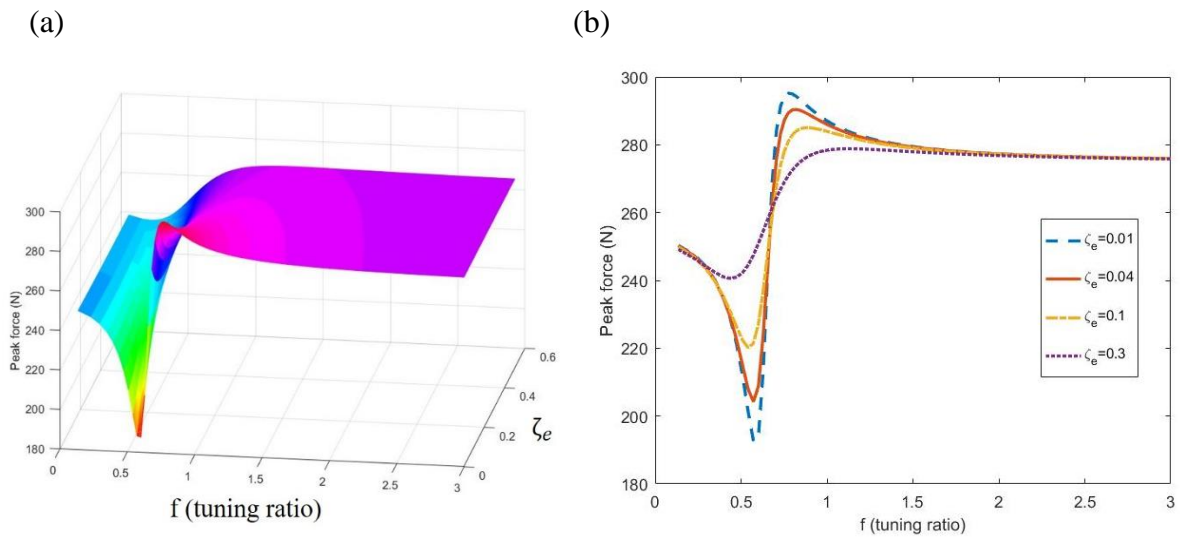 (a)
(b)
300
280
260
240
220
200
180
Peak force (N)
0
0.5
1
1.5
2
2.5
3
f (tuning ratio)
0
0.2
0.4
0.6
ζe
300
280
260
240
220
200
180
Peak force (N)
0
0.5
1
1.5
2
2.5
3
f (tuning ratio)
ζe=0.01
ζe=0.04
ζe=0.1
ζe=0.3